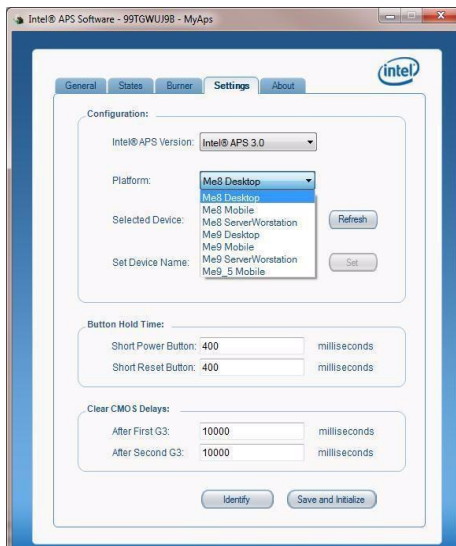 Intel® APS Software - 99TGWUJ9B - MyAps
intel
General States Burner Settings About
Configuration:
Intel® APS Version: Intel® APS 3.0
Platform: Me8 Desktop
Me8 Desktop
Me8 Mobile
Me8 ServerWorstation
Me9 Desktop
Me9 Mobile
Me9 ServerWorstation
Me9_5 Mobile
Selected Device: Refresh
Set Device Name: Set
Button Hold Time:
Short Power Button: 400 milliseconds
Short Reset Button: 400 milliseconds
Clear CMOS Delays:
After First G3: 10000 milliseconds
After Second G3: 10000 milliseconds
Identify Save and Initialize